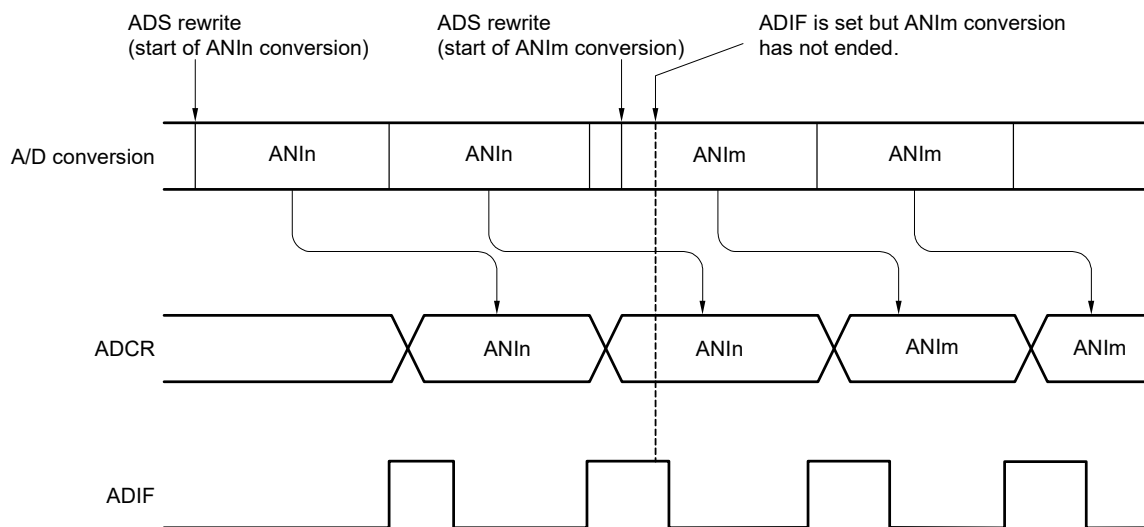 ADS rewrite
(start of ANIn conversion)
ADS rewrite
(start of ANIm conversion)
ADIF is set but ANIm conversion
has not ended.
A/D conversion
ANIn
ANIn
ANIm
ANIm
ADCR
ANIn
ANIn
ANIm
ANIm
ADIF